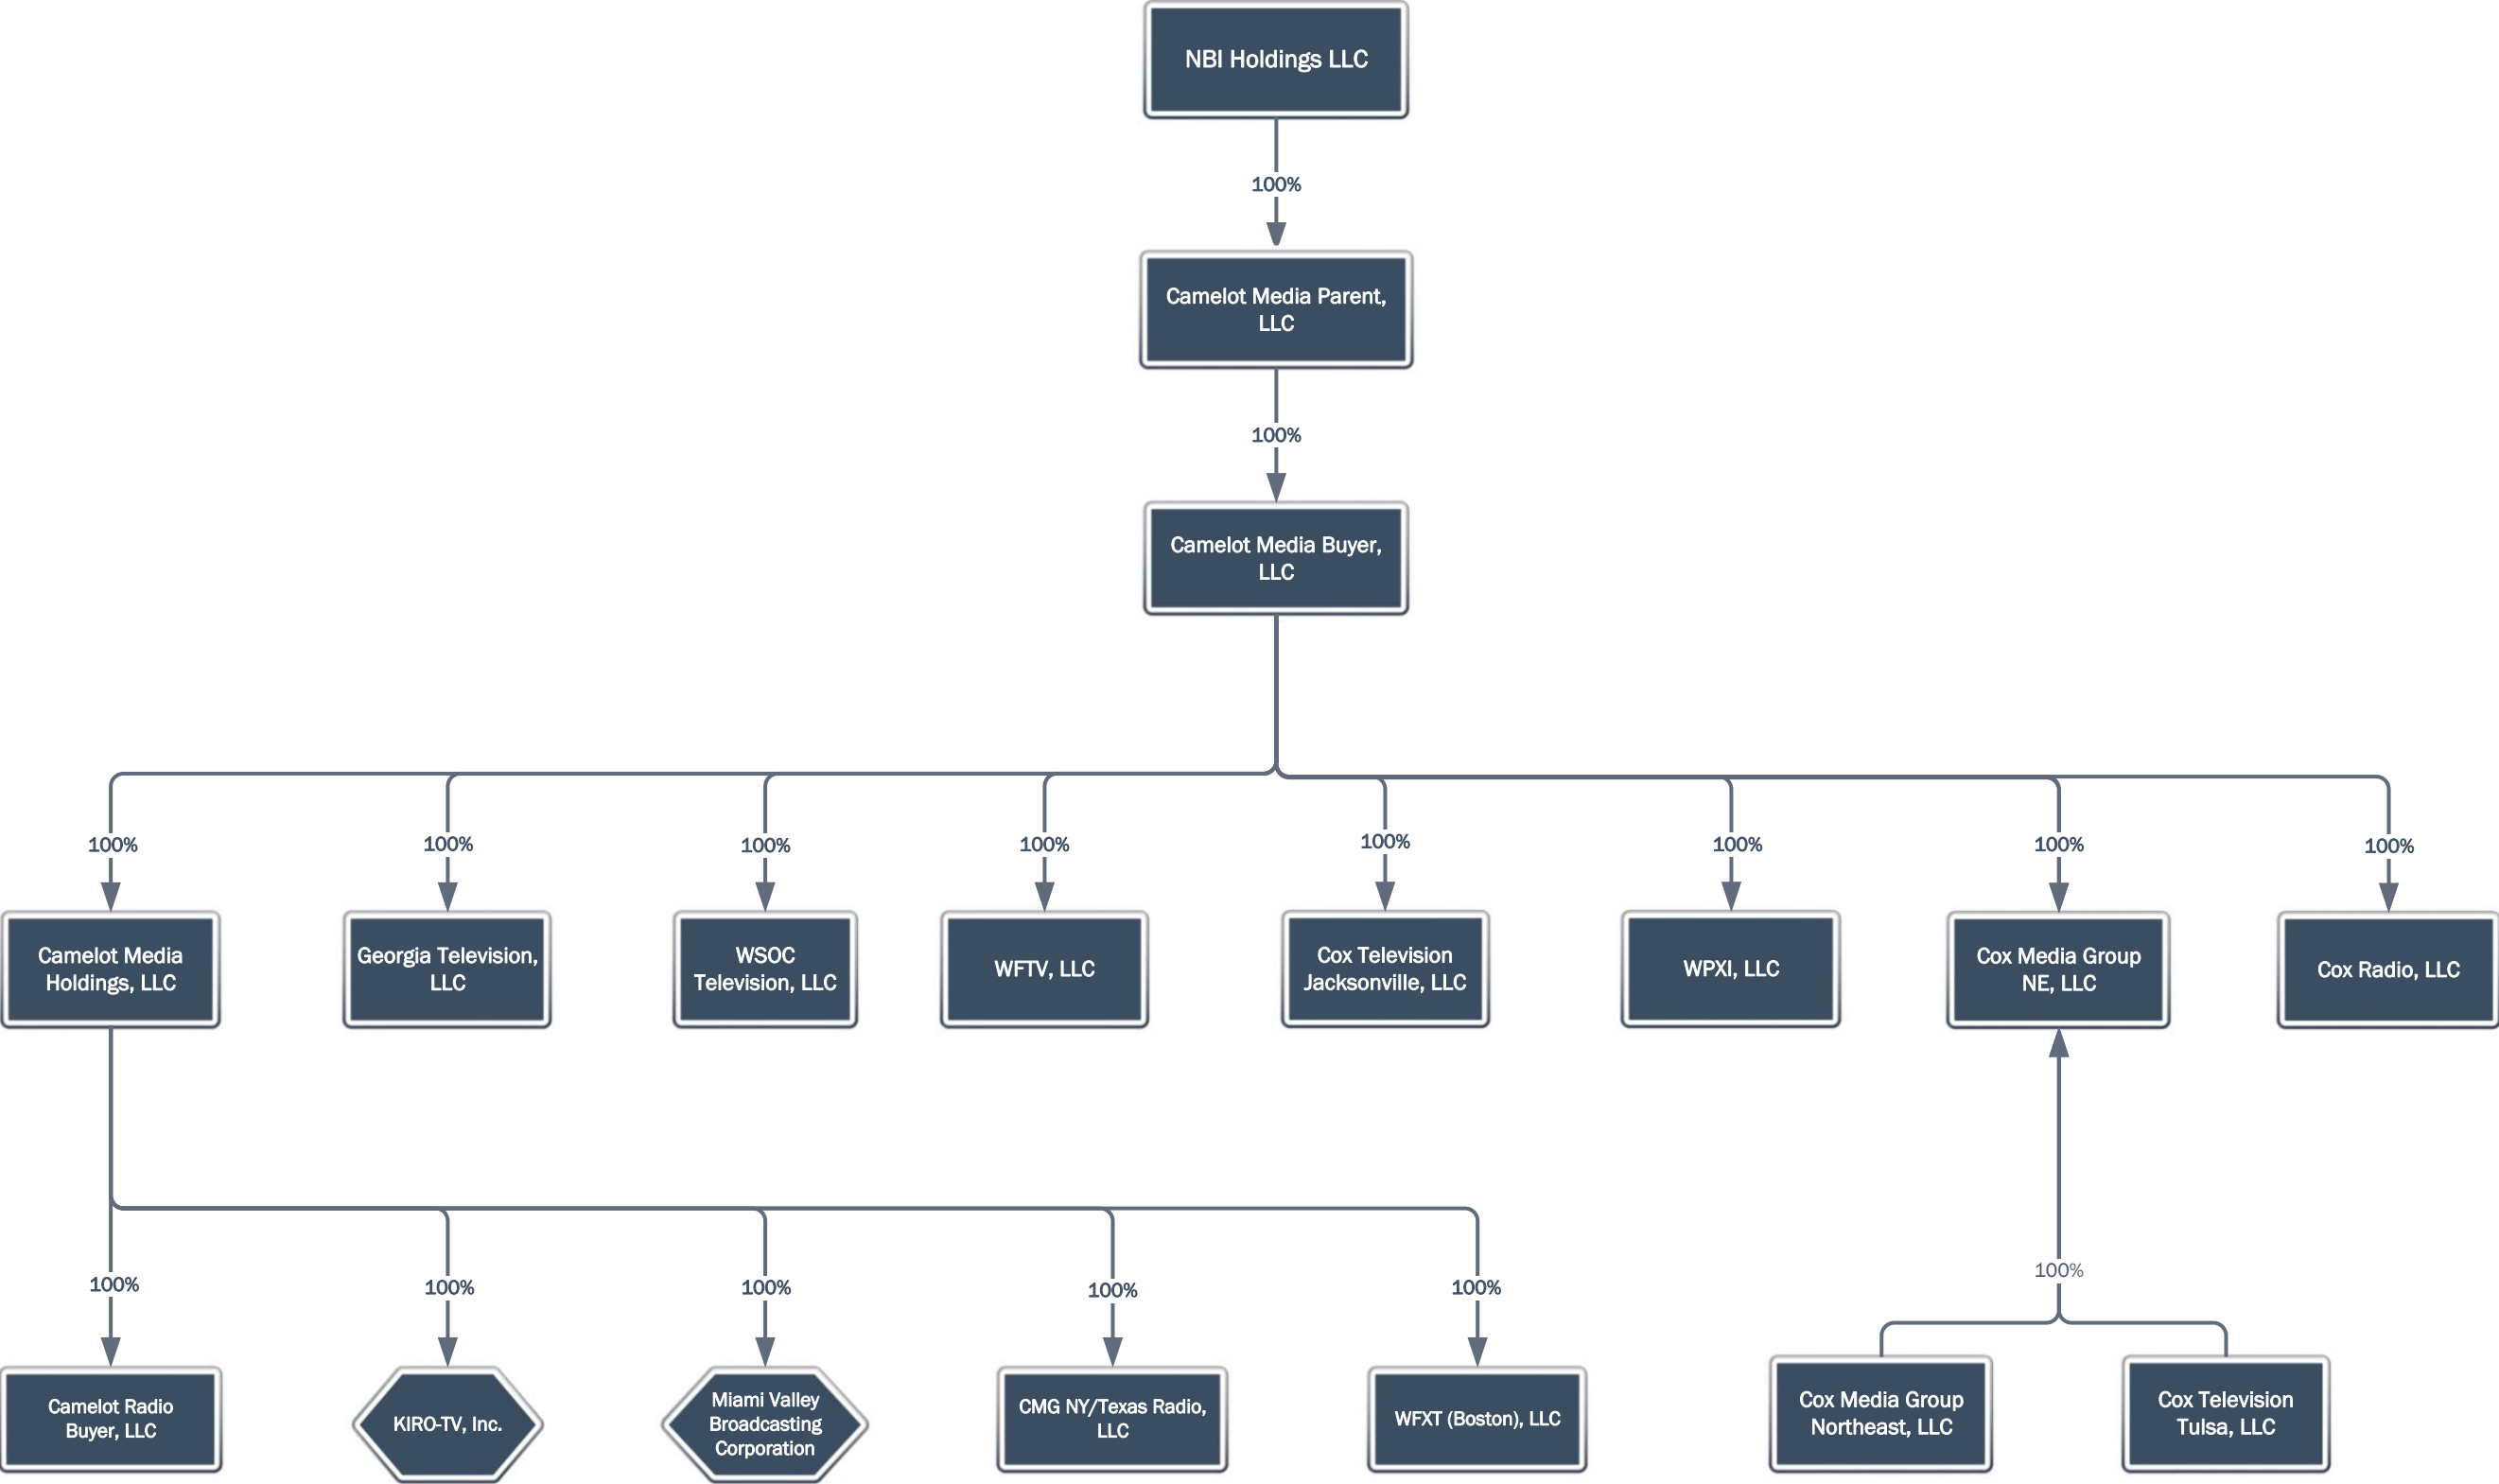 NBI Holdings LLC
100%
Camelot Media Parent,
LLC
100%
Camelot Media Buyer,
LLC
100%
100%
100%
100%
100%
100%
100%
100%
Camelot Media
Holdings, LLC
Georgia Television,
LLC
WSOC
Television, LLC
WFTV, LLC
Cox Television
Jacksonville, LLC
WPXI, LLC
Cox Media Group
NE, LLC
Cox Radio, LLC
100%
100%
100%
100%
100%
100%
Camelot Radio
Buyer, LLC
KIRO-TV, Inc.
Miami Valley
Broadcasting
Corporation
CMG NY/Texas Radio,
LLC
WFXT (Boston), LLC
Cox Media Group
Northeast, LLC
Cox Television
Tulsa, LLC